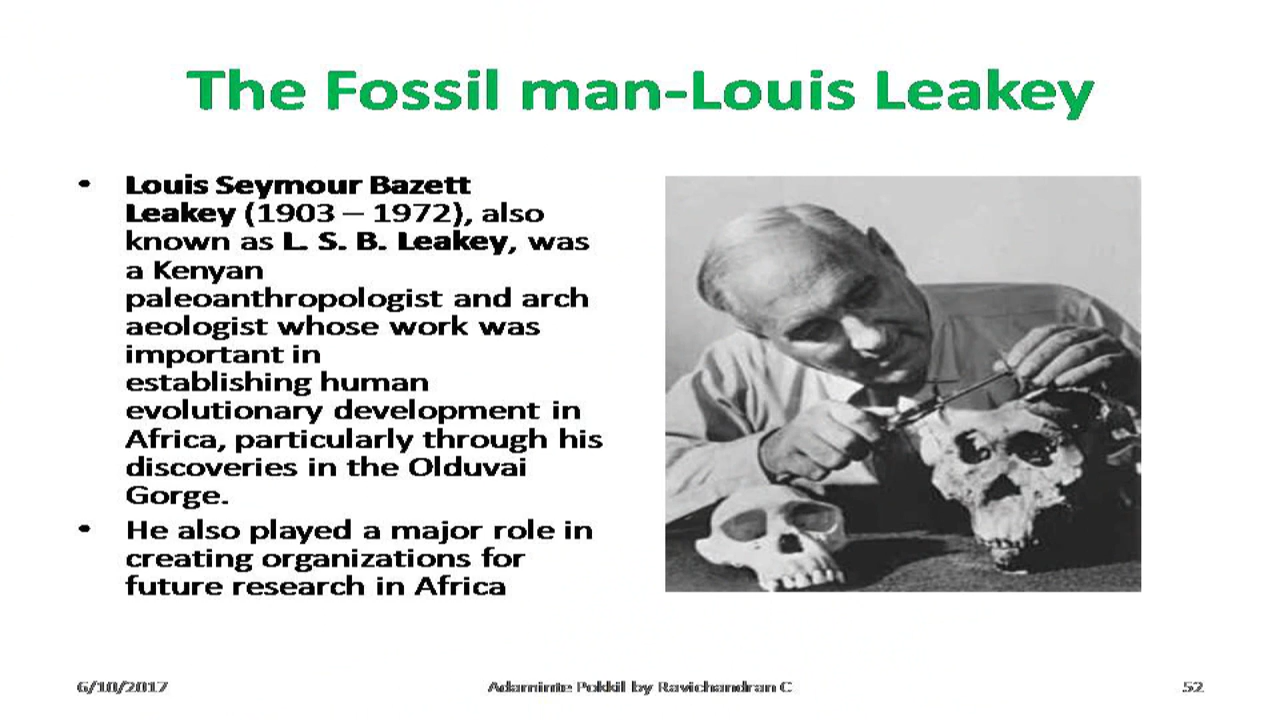 The Fossil man-Louis Leakey
• Louis Seymour Bazett
Leakey (1903 – 1972), also
known as L. S. B. Leakey, was
a Kenyan
paleoanthropologist and arch
aeologist whose work was
important in
establishing human
evolutionary development in
Africa, particularly through his
discoveries in the Olduvai
Gorge.
• He also played a major role in
creating organizations for
future research in Africa
6/10/2017
Adaminte Pokkil by Ravichandran C
52